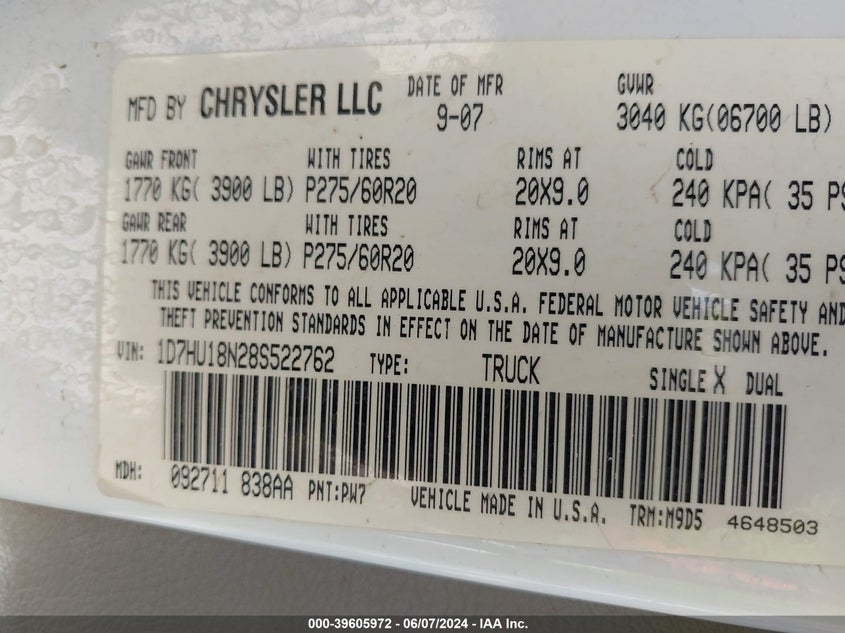 MFD BY CHRYSLER LLC DATE OF MFR GVWR
9-07 3040 KG(06700 LB)
GAWR FRONT WITH TIRES RIMS AT COLD
1770 KG( 3900 LB) P275/60R20 20X9.0 240 KPA( 35 PS
GAWR REAR WITH TIRES RIMS AT COLD
1770 KG( 3900 LB) P275/60R20 20X9.0 240 KPA( 35 PS
THIS VEHICLE CONFORMS TO ALL APPLICABLE U.S.A. FEDERAL MOTOR VEHICLE SAFETY AND
THEFT PREVENTION STANDARDS IN EFFECT ON THE DATE OF MANUFACTURE SHOWN ABOVE.
VIN: 1D7HU18N28S522762 TYPE: TRUCK SINGLE X DUAL
MDH: 092711 838AA PNT:PW7 VEHICLE MADE IN U.S.A. TRM:M9D5 4648503
000-39605972 - 06/07/2024 - IAA Inc.